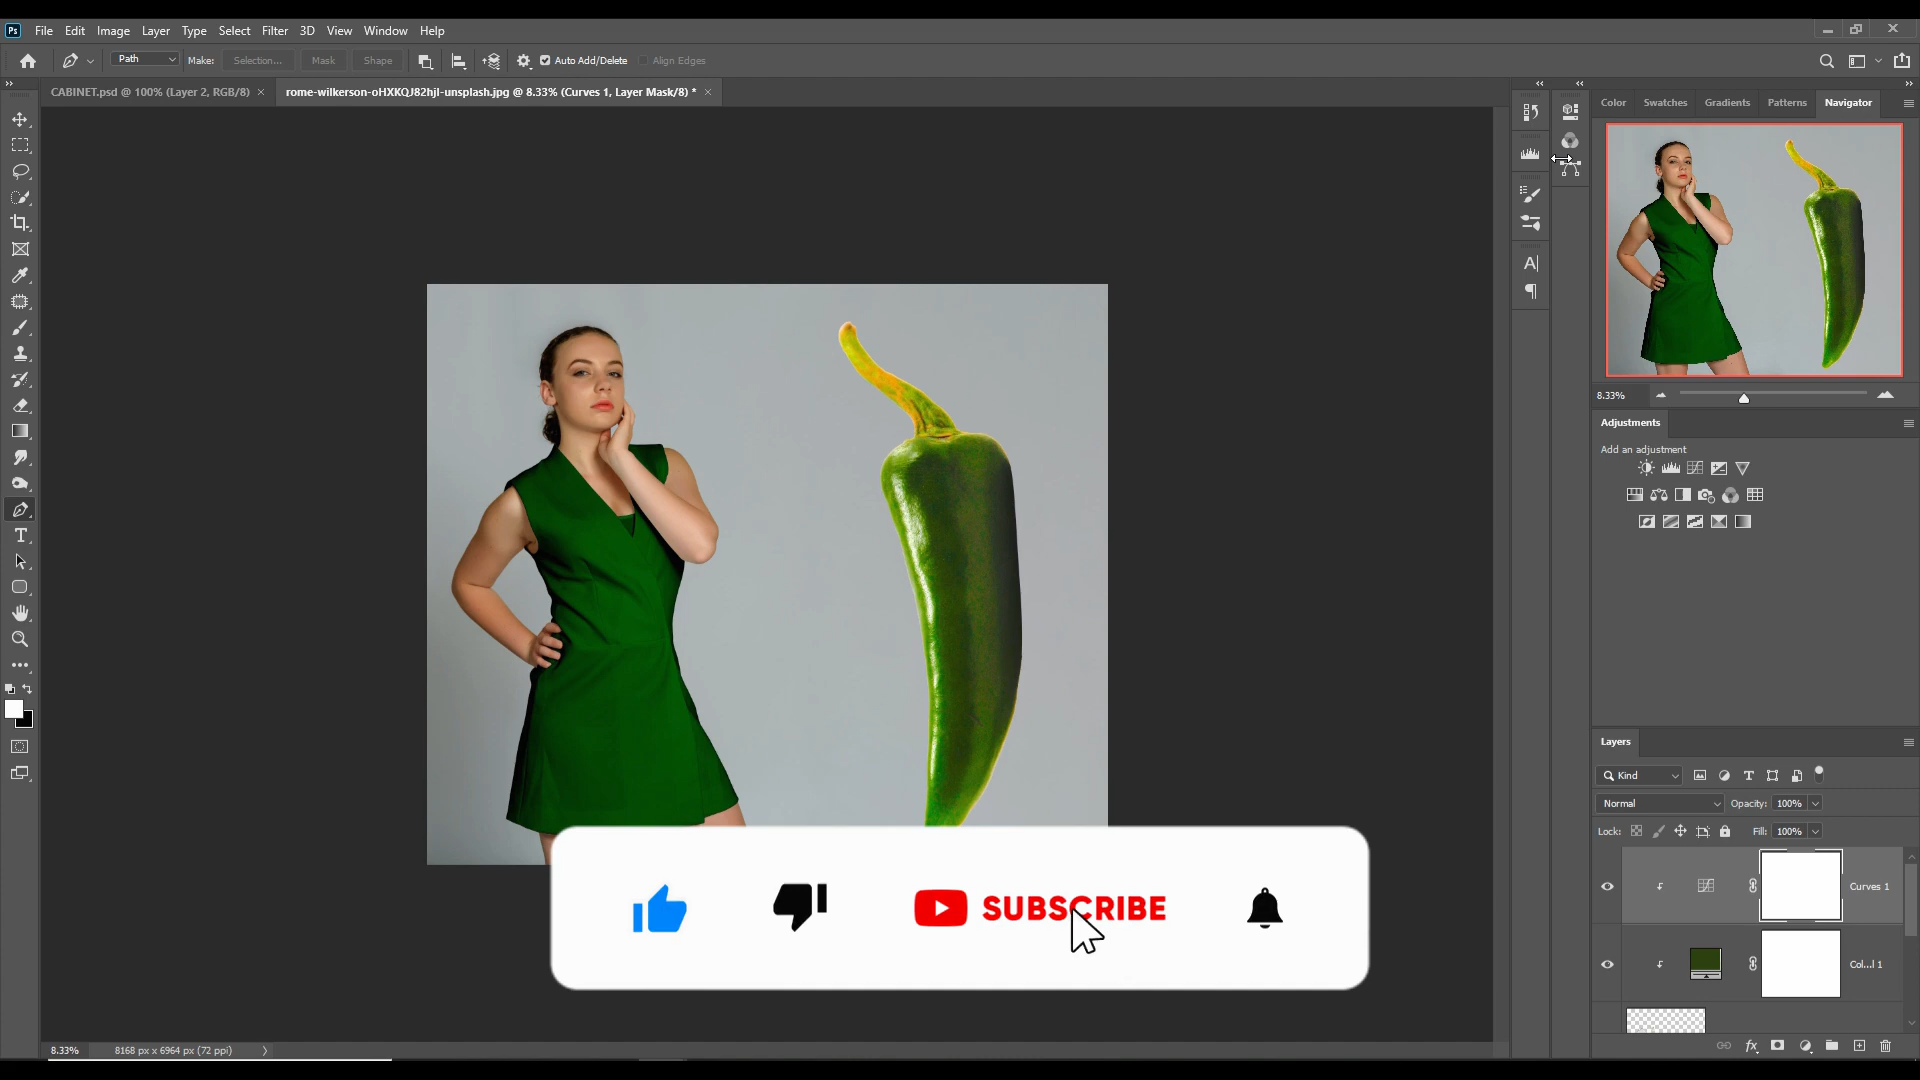 Ps File Edit Image Layer Type Select Filter 3D View Window Help
Path Make: Selection... Mask Shape Auto Add/Delete Align Edges
CABINET.psd @ 100% (Layer 2, RGB/8) × rome-wilkerson-oHXKQJ82hjI-unsplash.jpg @ 8.33% (Curves 1, Layer Mask/8) * ×
Color Swatches Gradients Patterns Navigator
8.33%
Adjustments
Add an adjustment
Layers
Kind
Normal Opacity: 100%
Lock: Fill: 100%
Curves 1
Col...l 1
SUBSCRIBE
8.33% 8168 px x 6964 px (72 ppi)